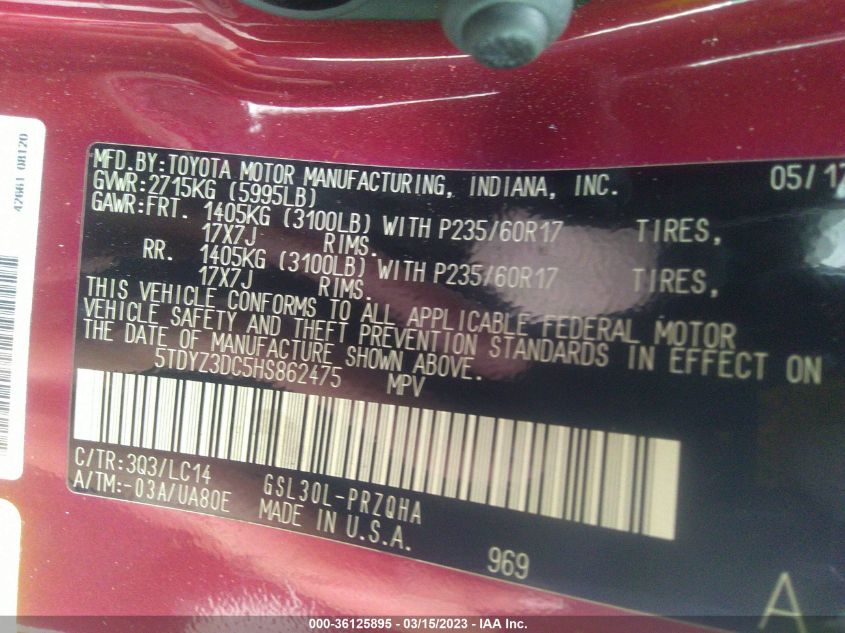 42661 08120
MFD.BY:TOYOTA MOTOR MANUFACTURING, INDIANA, INC. 05/17
GVWR:2715KG (5995LB)
GAWR:FRT. 1405KG (3100LB) WITH P235/60R17 TIRES,
17X7J RIMS.
RR. 1405KG (3100LB) WITH P235/60R17 TIRES,
17X7J RIMS.
THIS VEHICLE CONFORMS TO ALL APPLICABLE FEDERAL MOTOR
VEHICLE SAFETY AND THEFT PREVENTION STANDARDS IN EFFECT ON
THE DATE OF MANUFACTURE SHOWN ABOVE.
5TDYZ3DC5HS862475 MPV
C/TR:3Q3/LC14
A/TM:-03A/UA80E
GSL30L-PRZQHA
MADE IN U.S.A.
969
A
000-36125895 — 03/15/2023 — IAA Inc.